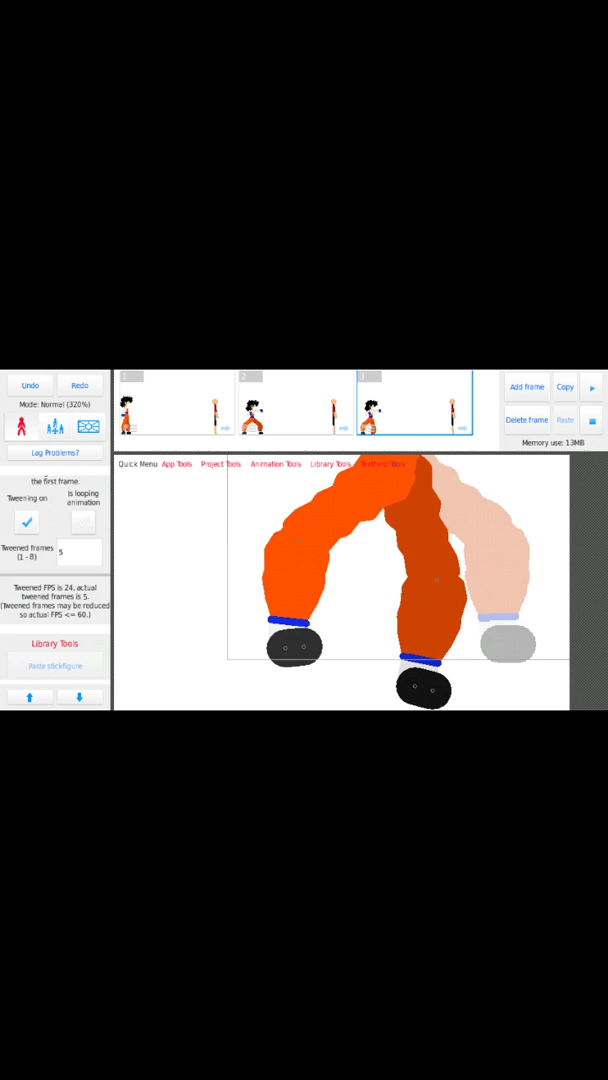 Undo
Redo
Mode: Normal (320%)
Lag Problems?
the first frame.
Tweening on
Is looping
animation
Tweened frames
(1 - 8)
5
Tweened FPS is 24, actual
tweened frames is 5.
(Tweened frames may be reduced
so actual FPS <= 60.)
Library Tools
Paste stickfigure
1
2
3
Add frame
Copy
Delete frame
Paste
Memory use: 13MB
Quick Menu
App Tools
Project Tools
Animation Tools
Library Tools